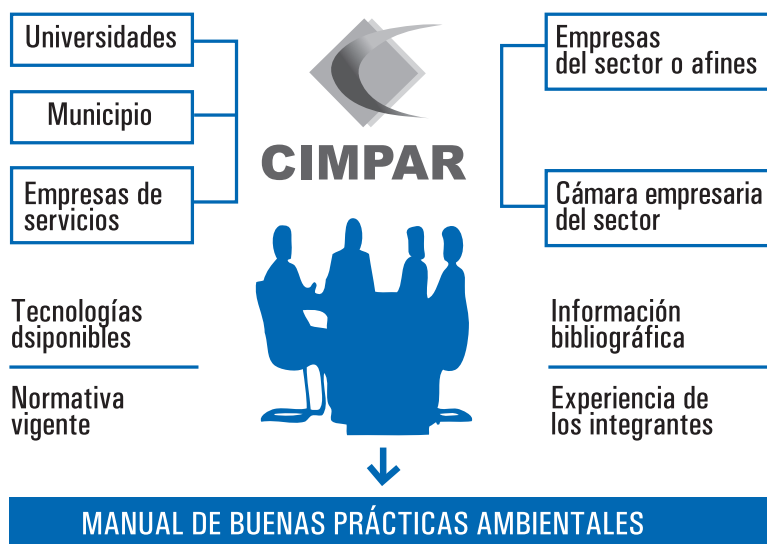 Universidades
Municipio
Empresas de
servicios
CIMPAR
Empresas
del sector o afines
Cámara empresaria
del sector
Tecnologías
dsiponibles
Normativa
vigente
Información
bibliográfica
Experiencia de
los integrantes
MANUAL DE BUENAS PRÁCTICAS AMBIENTALES